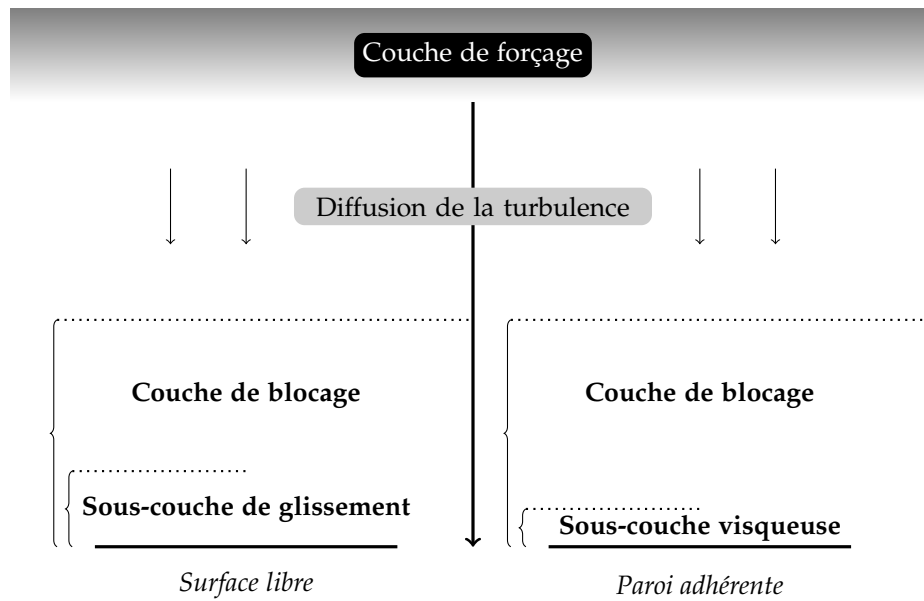 Couche de forçage
Diffusion de la turbulence
Couche de blocage
Couche de blocage
Sous-couche de glissement
Sous-couche visqueuse
Surface libre
Paroi adhérente